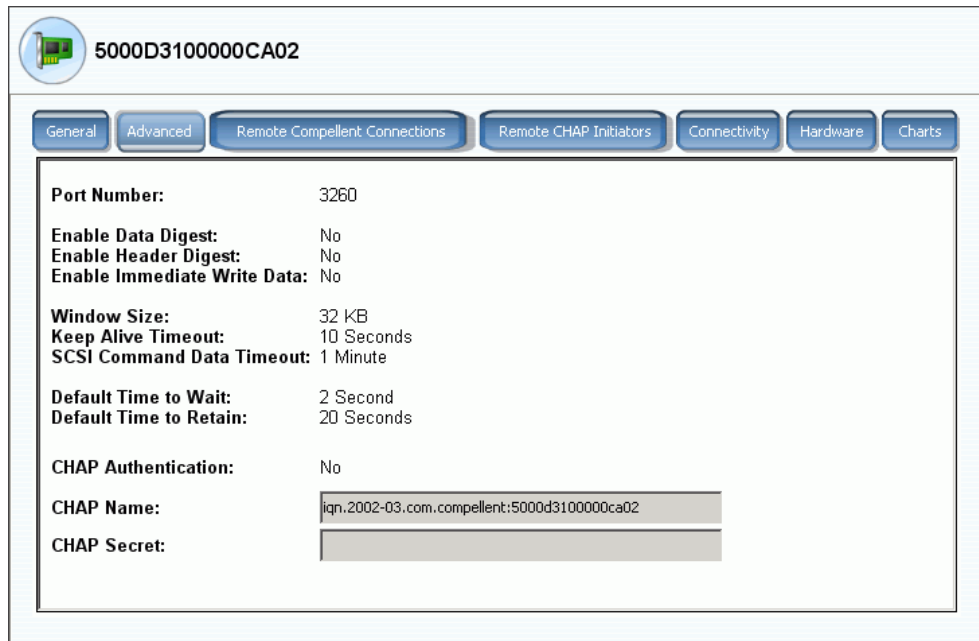 5000D3100000CA02
General Advanced Remote Compellent Connections Remote CHAP Initiators Connectivity Hardware Charts
Port Number: 3260
Enable Data Digest: No
Enable Header Digest: No
Enable Immediate Write Data: No
Window Size: 32 KB
Keep Alive Timeout: 10 Seconds
SCSI Command Data Timeout: 1 Minute
Default Time to Wait: 2 Second
Default Time to Retain: 20 Seconds
CHAP Authentication: No
CHAP Name: iqn.2002-03.com.compellent:5000d3100000ca02
CHAP Secret: